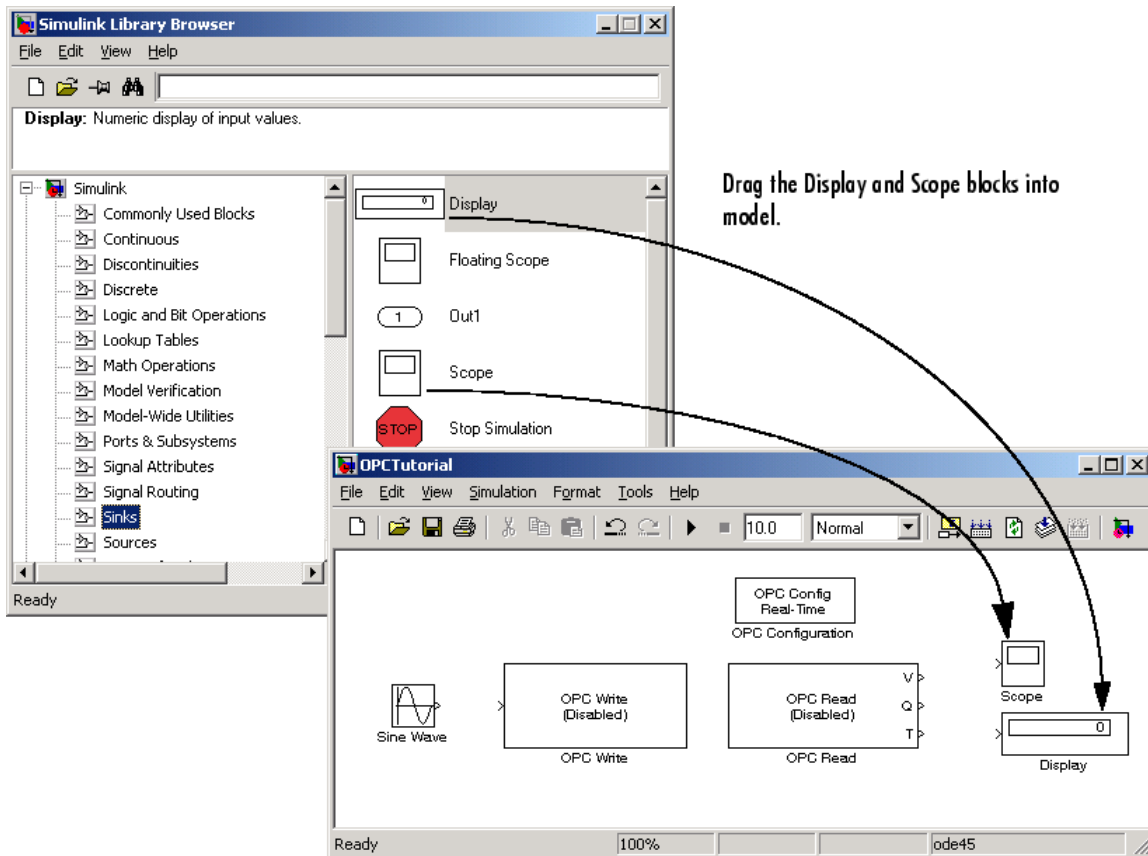 Simulink Library Browser
File Edit View Help
Display: Numeric display of input values.
Simulink
Commonly Used Blocks
Continuous
Discontinuities
Discrete
Logic and Bit Operations
Lookup Tables
Math Operations
Model Verification
Model-Wide Utilities
Ports & Subsystems
Signal Attributes
Signal Routing
Sinks
Sources
Ready
0
Display
Floating Scope
1
Out1
Scope
STOP
Stop Simulation
Drag the Display and Scope blocks into
model.
OPCTutorial
File Edit View Simulation Format Tools Help
10.0 Normal
OPC Config
Real-Time
OPC Configuration
Sine Wave
OPC Write
(Disabled)
OPC Write
OPC Read
(Disabled)
V
Q
T
OPC Read
Scope
0
Display
Ready 100% ode45